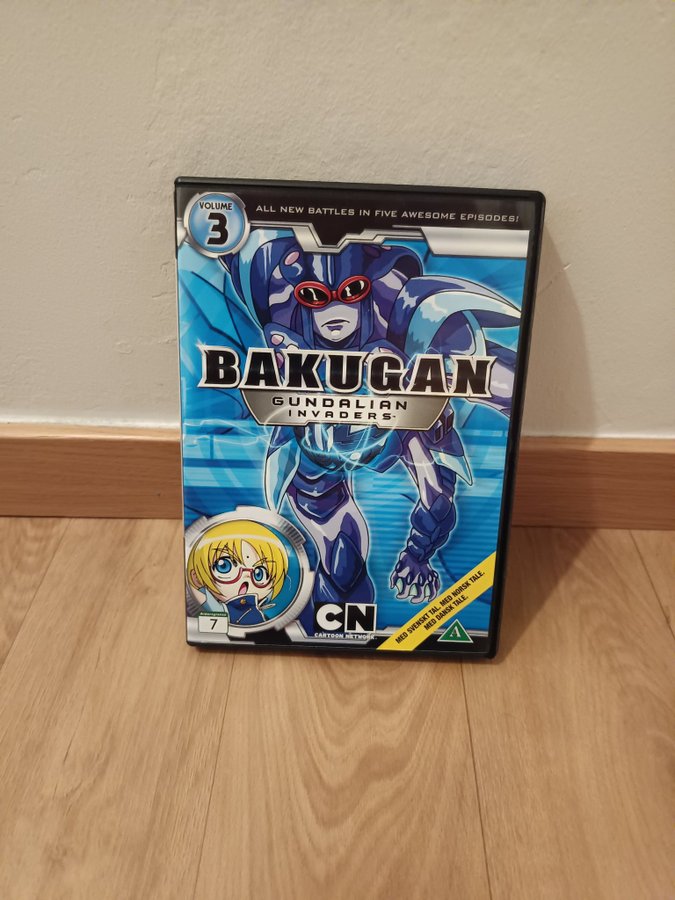 VOLUME
3
ALL NEW BATTLES IN FIVE AWESOME EPISODES!
BAKUGAN
GUNDALIAN
INVADERS™
7
CN
CARTOON NETWORK
MED SVENSKT TAL. MED NORSK TALE.
MED DANSK TALE.
A